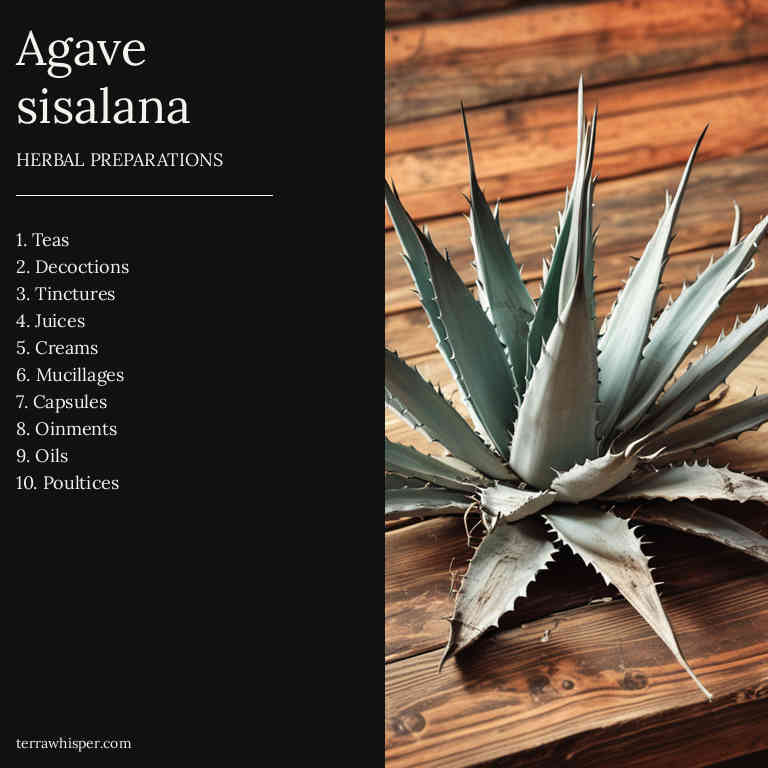 Agave
sisalana
HERBAL PREPARATIONS
1. Teas
2. Decoctions
3. Tinctures
4. Juices
5. Creams
6. Mucillages
7. Capsules
8. Oinments
9. Oils
10. Poultices
terrawhisper.com